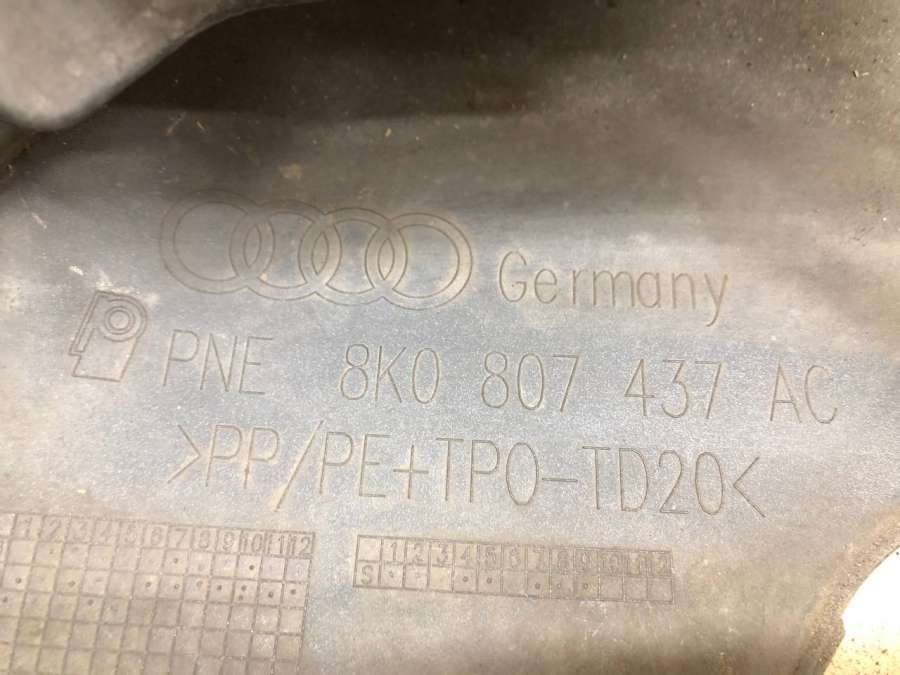 Germany
PNE 8K0 807 437 AC
>PP/PE+TPO-TD20<
1 2 3 4 5 6 7 8 9 10 11 12
1 2 3 4 5 6 7 8 9 10 11 12
S